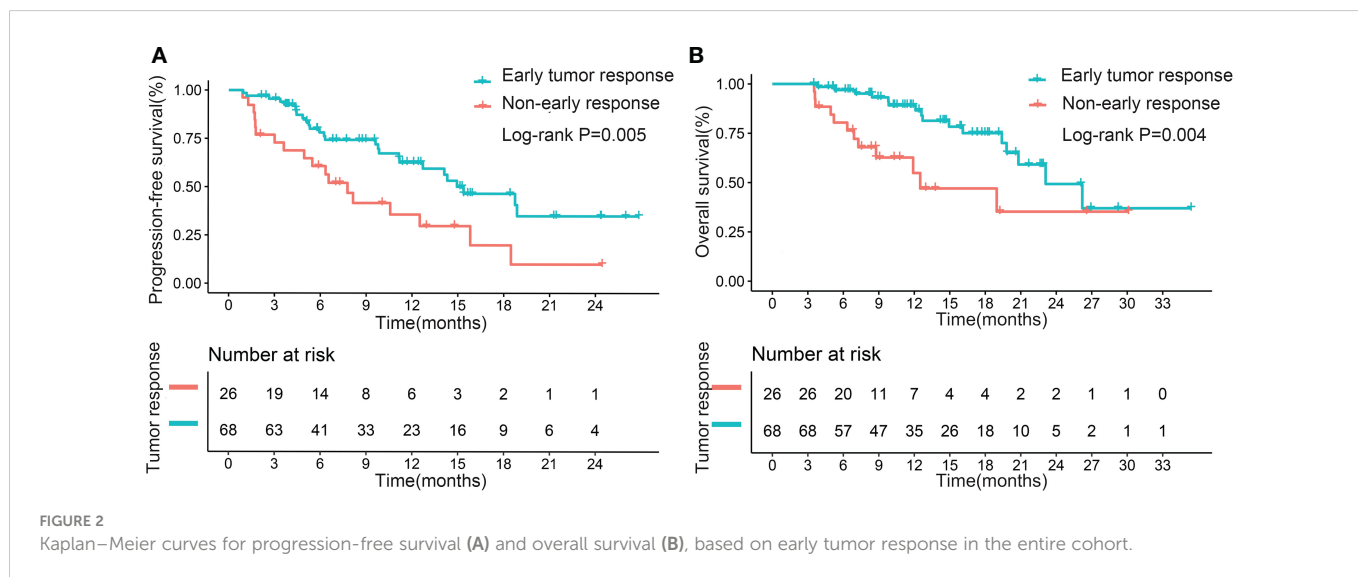 A
Progression-free survival(%)
1.00
0.75
0.50
0.25
0.00
Early tumor response
Non-early response
Log-rank P=0.005
0 3 6 9 12 15 18 21 24
Time(months)
Number at risk
Tumor response
26 19 14 8 6 3 2 1 1
68 63 41 33 23 16 9 6 4
0 3 6 9 12 15 18 21 24
Time(months)
B
Overall survival(%)
1.00
0.75
0.50
0.25
0.00
Early tumor response
Non-early response
Log-rank P=0.004
0 3 6 9 12 15 18 21 24 27 30 33
Time(months)
Number at risk
Tumor response
26 26 20 11 7 4 4 2 2 1 1 0
68 68 57 47 35 26 18 10 5 2 1 1
0 3 6 9 12 15 18 21 24 27 30 33
Time(months)
FIGURE 2
Kaplan–Meier curves for progression-free survival (A) and overall survival (B), based on early tumor response in the entire cohort.